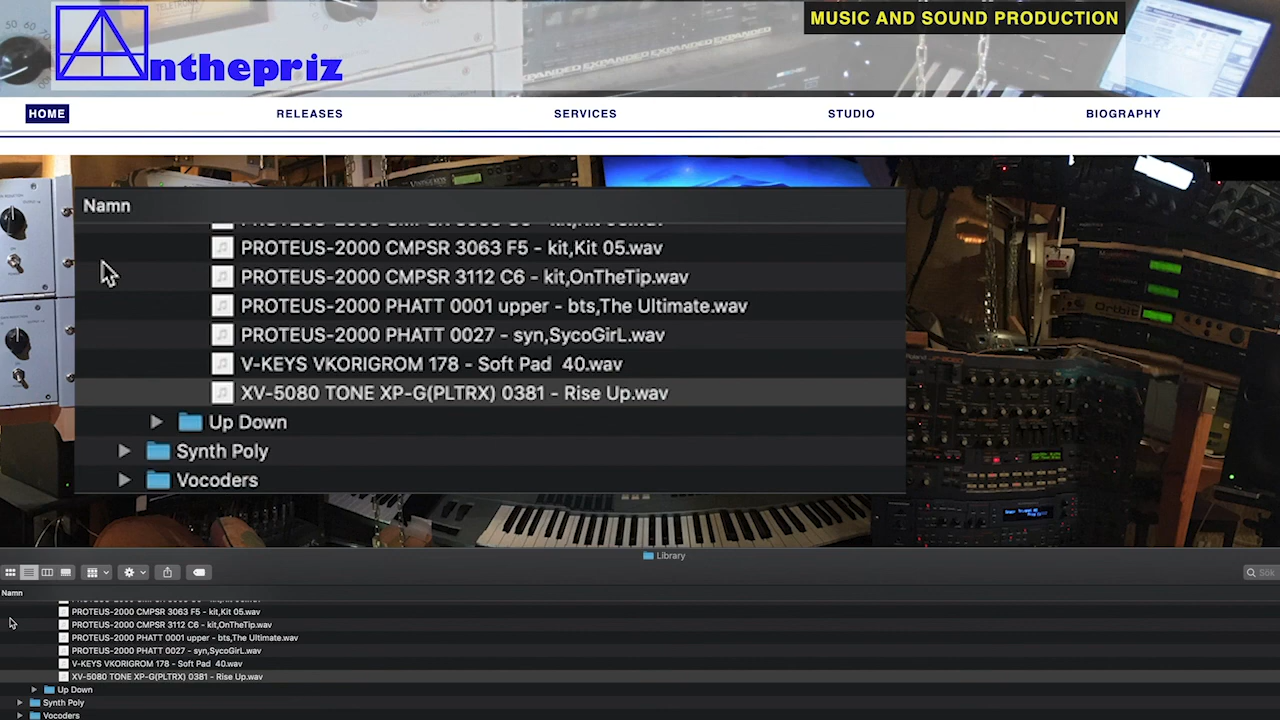 MUSIC AND SOUND PRODUCTION
Anthepriz
HOME
RELEASES
SERVICES
STUDIO
BIOGRAPHY
Namn
PROTEUS-2000 CMPSR 3063 F5 - kit,Kit 05.wav
PROTEUS-2000 CMPSR 3112 C6 - kit,OnTheTip.wav
PROTEUS-2000 PHATT 0001 upper - bts,The Ultimate.wav
PROTEUS-2000 PHATT 0027 - syn,SycoGirL.wav
V-KEYS VKORIGROM 178 - Soft Pad  40.wav
XV-5080 TONE XP-G(PLTRX) 0381 - Rise Up.wav
Up Down
Synth Poly
Vocoders
Orbit
Library
Sök
Namn
PROTEUS-2000 CMPSR 3063 F5 - kit,Kit 05.wav
PROTEUS-2000 CMPSR 3112 C6 - kit,OnTheTip.wav
PROTEUS-2000 PHATT 0001 upper - bts,The Ultimate.wav
PROTEUS-2000 PHATT 0027 - syn,SycoGirL.wav
V-KEYS VKORIGROM 178 - Soft Pad  40.wav
XV-5080 TONE XP-G(PLTRX) 0381 - Rise Up.wav
Up Down
Synth Poly
Vocoders